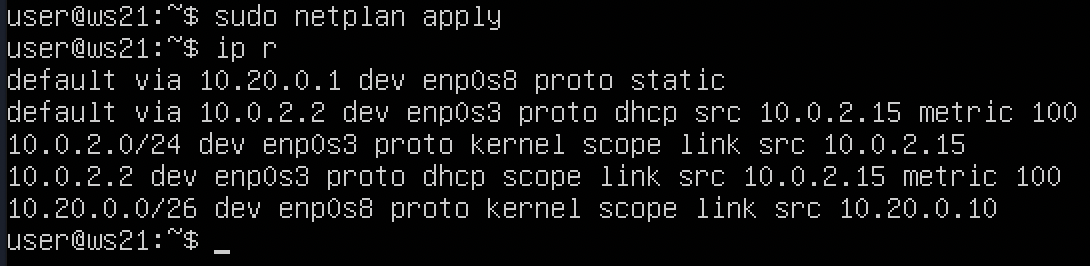 user@ws21:~$ sudo netplan apply
user@ws21:~$ ip r
default via 10.20.0.1 dev enp0s8 proto static
default via 10.0.2.2 dev enp0s3 proto dhcp src 10.0.2.15 metric 100
10.0.2.0/24 dev enp0s3 proto kernel scope link src 10.0.2.15
10.0.2.2 dev enp0s3 proto dhcp scope link src 10.0.2.15 metric 100
10.20.0.0/26 dev enp0s8 proto kernel scope link src 10.20.0.10
user@ws21:~$ _